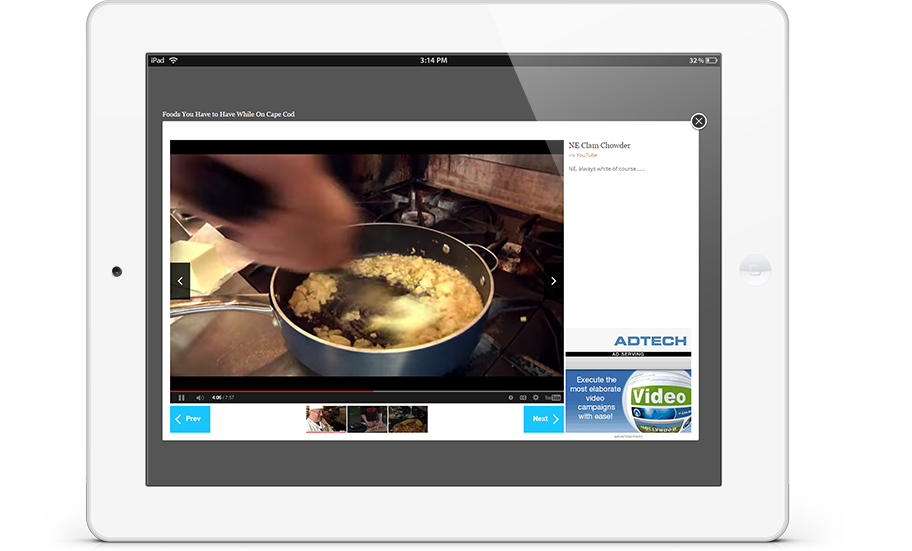 iPad
3:14 PM
32 %
Foods You Have to Have While On Cape Cod
NE Clam Chowder
via YouTube
NE, always white of course.....
ADTECH
AD SERVING
Execute the
most elaborate
video
campaigns
with ease!
Video
HOLLYWOOD
4:06 / 7:57
YouTube
Prev
Next
advertisement